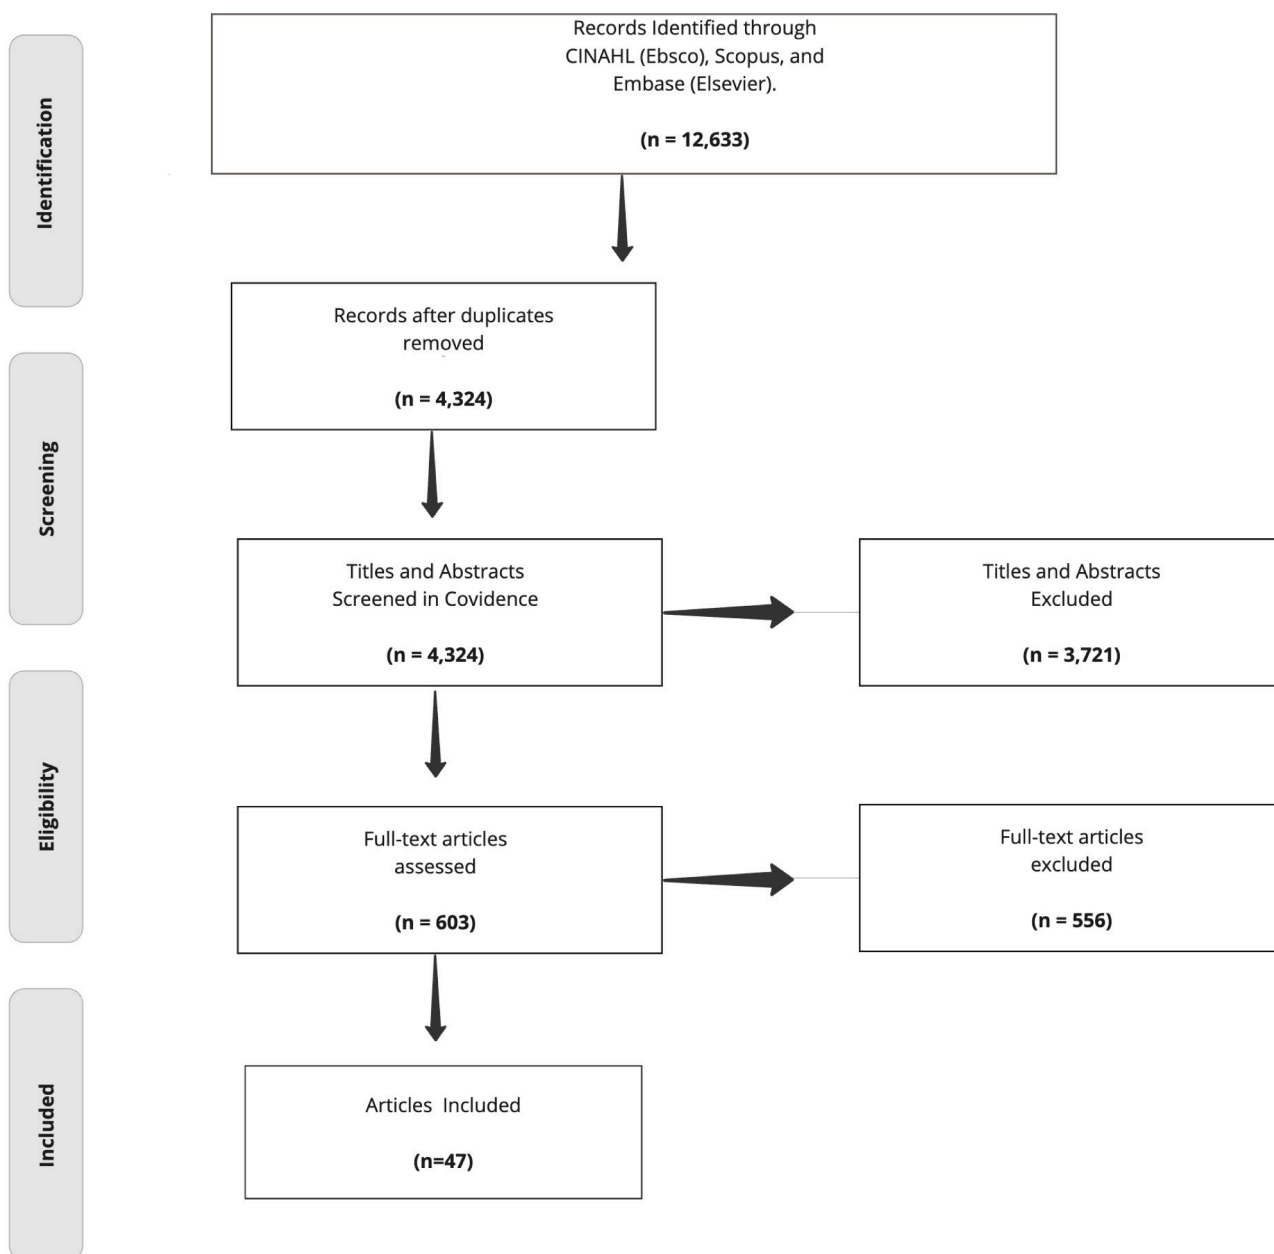 Identification
Records Identified through
CINAHL (Ebsco), Scopus, and
Embase (Elsevier).
(n = 12,633)
Records after duplicates
removed
(n = 4,324)
Screening
Titles and Abstracts
Screened in Covidence
(n = 4,324)
Titles and Abstracts
Excluded
(n = 3,721)
Eligibility
Full-text articles
assessed
(n = 603)
Full-text articles
excluded
(n = 556)
Included
Articles  Included
(n=47)